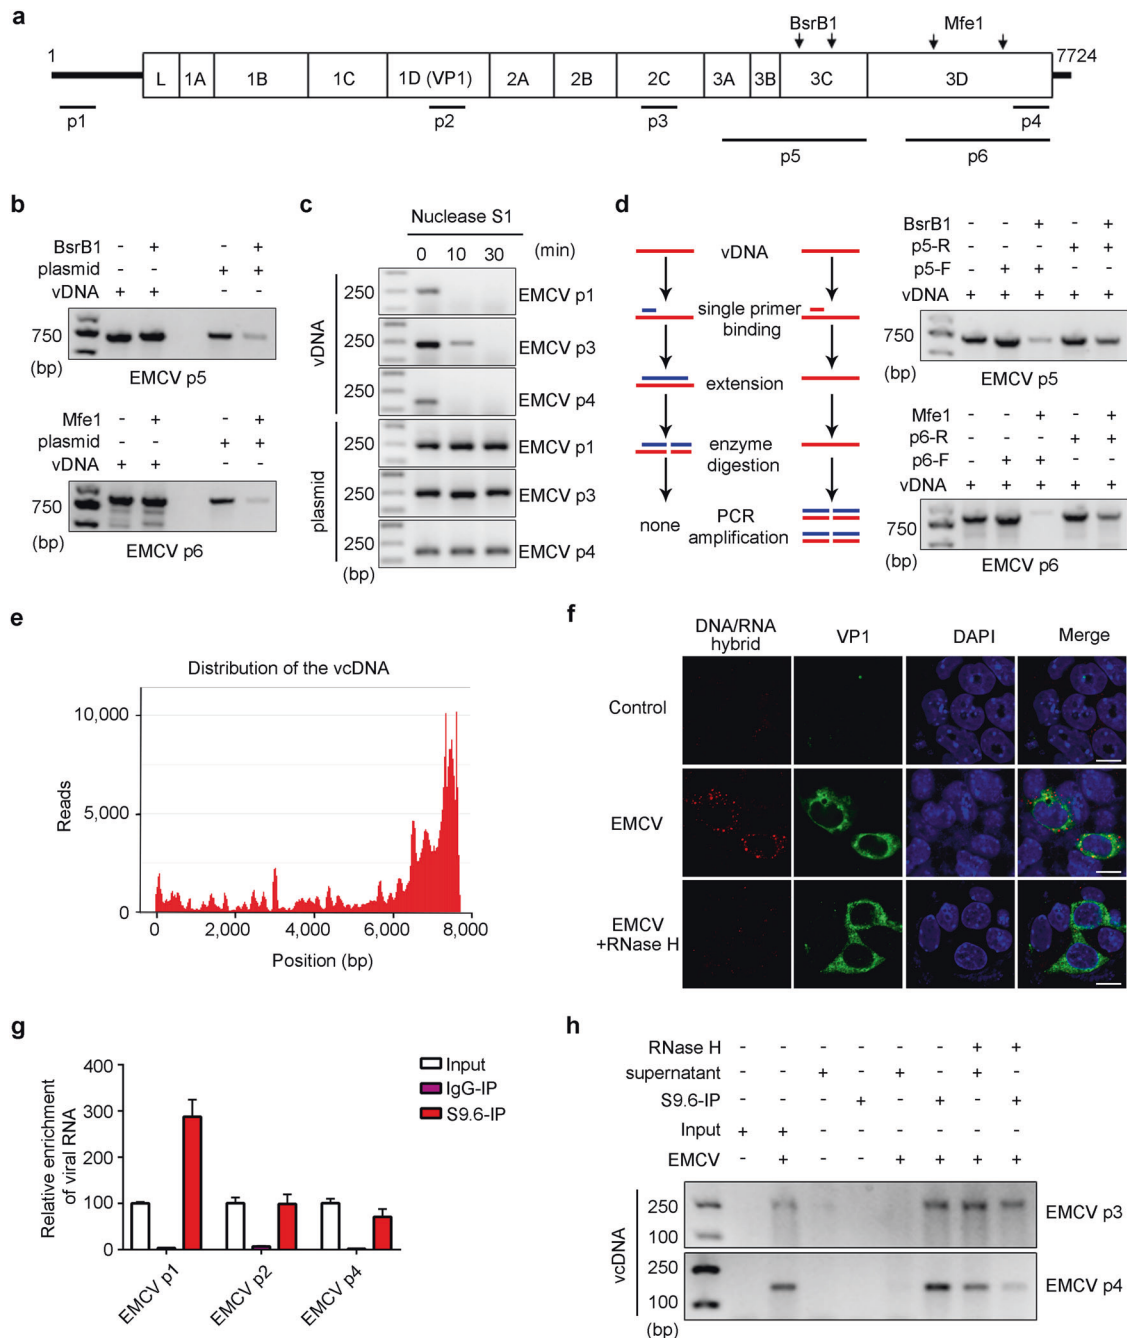 a
BsrB1 Mfe1
1 7724
L 1A 1B 1C 1D (VP1) 2A 2B 2C 3A 3B 3C 3D
p1 p2 p3 p4
p5 p6
b
BsrB1 - + - +
plasmid - - + +
vDNA + + - -
750
(bp)
EMCV p5
Mfe1 - + - +
plasmid - - + +
vDNA + + - -
750
(bp)
EMCV p6
c
Nuclease S1
0 10 30 (min)
vDNA
250 EMCV p1
250 EMCV p3
250 EMCV p4
plasmid
250 EMCV p1
250 EMCV p3
250 EMCV p4
(bp)
d
vDNA
single primer
binding
extension
enzyme
digestion
none
PCR
amplification
BsrB1 - - + - +
p5-R - - - + +
p5-F - + + - -
vDNA + + + + +
750
(bp)
EMCV p5
Mfe1 - - + - +
p6-R - - - + +
p6-F - + + - -
vDNA + + + + +
750
(bp)
EMCV p6
e
Distribution of the vcDNA
10,000
5,000
0
Reads
0 2,000 4,000 6,000 8,000
Position (bp)
f
DNA/RNA
hybrid
VP1 DAPI Merge
Control
EMCV
EMCV
+RNase H
g
Relative enrichment
of viral RNA
400
300
200
100
0
Input
IgG-IP
S9.6-IP
EMCV p1
EMCV p2
EMCV p4
h
RNase H - - - - - - + +
supernatant - - + - + - + -
S9.6-IP - - - + - + - +
Input + + - - - - - -
EMCV - + - - + + + +
vcDNA
250
100
EMCV p3
250
100
EMCV p4
(bp)